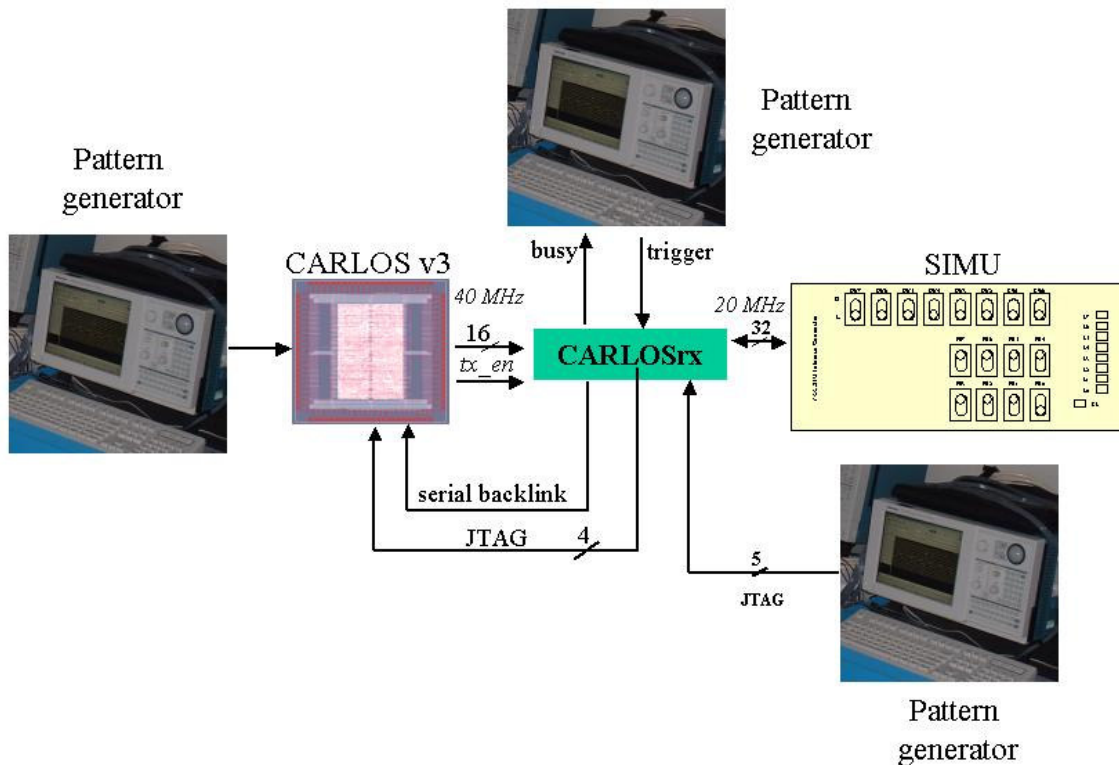 Pattern
generator
Pattern
generator
CARLOS v3
busy
trigger
SIMU
40 MHz
16
tx_en
CARLOSrx
20 MHz
32
serial backlink
JTAG
4
5
JTAG
Pattern
generator